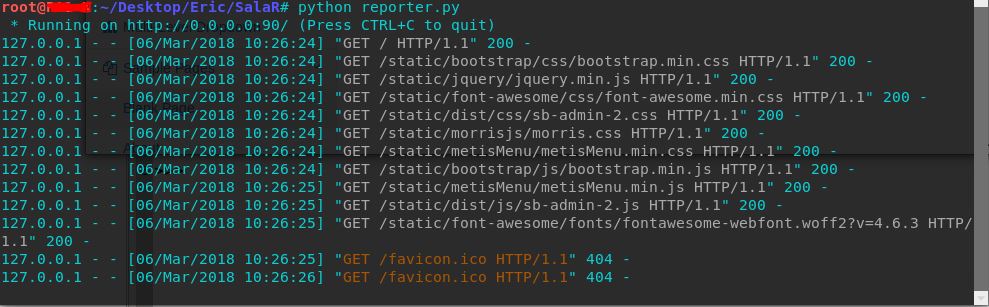 root@:~/Desktop/Eric/SalaR# python reporter.py
 * Running on http://0.0.0.0:90/ (Press CTRL+C to quit)
127.0.0.1 - - [06/Mar/2018 10:26:24] "GET / HTTP/1.1" 200 -
127.0.0.1 - - [06/Mar/2018 10:26:24] "GET /static/bootstrap/css/bootstrap.min.css HTTP/1.1" 200 -
127.0.0.1 - - [06/Mar/2018 10:26:24] "GET /static/jquery/jquery.min.js HTTP/1.1" 200 -
127.0.0.1 - - [06/Mar/2018 10:26:24] "GET /static/font-awesome/css/font-awesome.min.css HTTP/1.1" 200 -
127.0.0.1 - - [06/Mar/2018 10:26:24] "GET /static/dist/css/sb-admin-2.css HTTP/1.1" 200 -
127.0.0.1 - - [06/Mar/2018 10:26:24] "GET /static/morrisjs/morris.css HTTP/1.1" 200 -
127.0.0.1 - - [06/Mar/2018 10:26:24] "GET /static/metisMenu/metisMenu.min.css HTTP/1.1" 200 -
127.0.0.1 - - [06/Mar/2018 10:26:24] "GET /static/bootstrap/js/bootstrap.min.js HTTP/1.1" 200 -
127.0.0.1 - - [06/Mar/2018 10:26:25] "GET /static/metisMenu/metisMenu.min.js HTTP/1.1" 200 -
127.0.0.1 - - [06/Mar/2018 10:26:25] "GET /static/dist/js/sb-admin-2.js HTTP/1.1" 200 -
127.0.0.1 - - [06/Mar/2018 10:26:25] "GET /static/font-awesome/fonts/fontawesome-webfont.woff2?v=4.6.3 HTTP/
1.1" 200 -
127.0.0.1 - - [06/Mar/2018 10:26:25] "GET /favicon.ico HTTP/1.1" 404 -
127.0.0.1 - - [06/Mar/2018 10:26:26] "GET /favicon.ico HTTP/1.1" 404 -